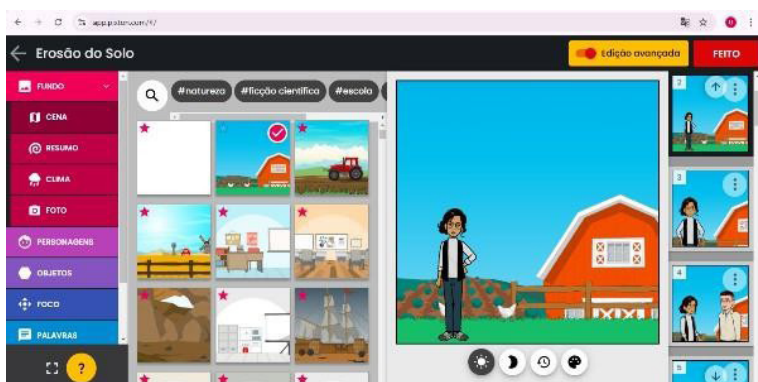 app.pixton.com/4/
Erosão do Solo
Edição avançada
FEITO
FUNDO
CENA
RESUMO
CLIMA
FOTO
PERSONAGENS
OBJETOS
FOCO
PALAVRAS
?
#natureza
#ficção científica
#escola
2
3
4
5